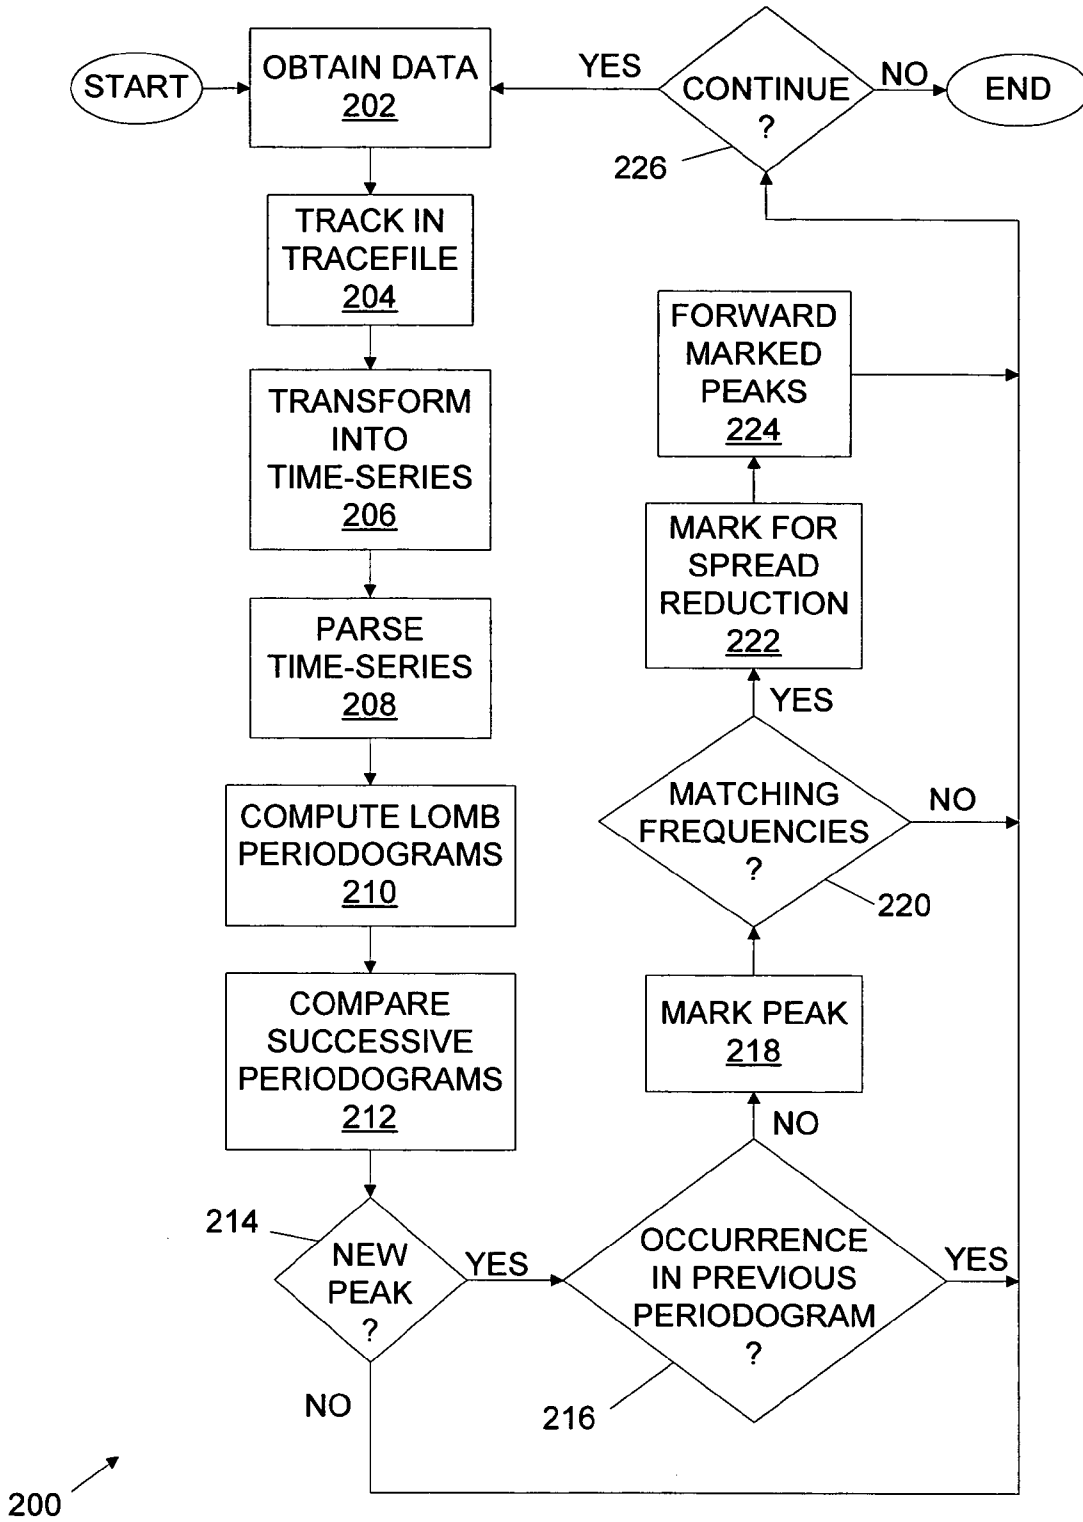 START
OBTAIN DATA
202
YES
CONTINUE
?
NO
END
226
TRACK IN
TRACEFILE
204
TRANSFORM
INTO
TIME-SERIES
206
PARSE
TIME-SERIES
208
COMPUTE LOMB
PERIODOGRAMS
210
COMPARE
SUCCESSIVE
PERIODOGRAMS
212
214
NEW
PEAK
?
YES
NO
OCCURRENCE
IN PREVIOUS
PERIODOGRAM
?
YES
216
NO
MARK PEAK
218
MATCHING
FREQUENCIES
?
NO
220
YES
MARK FOR
SPREAD
REDUCTION
222
FORWARD
MARKED
PEAKS
224
200